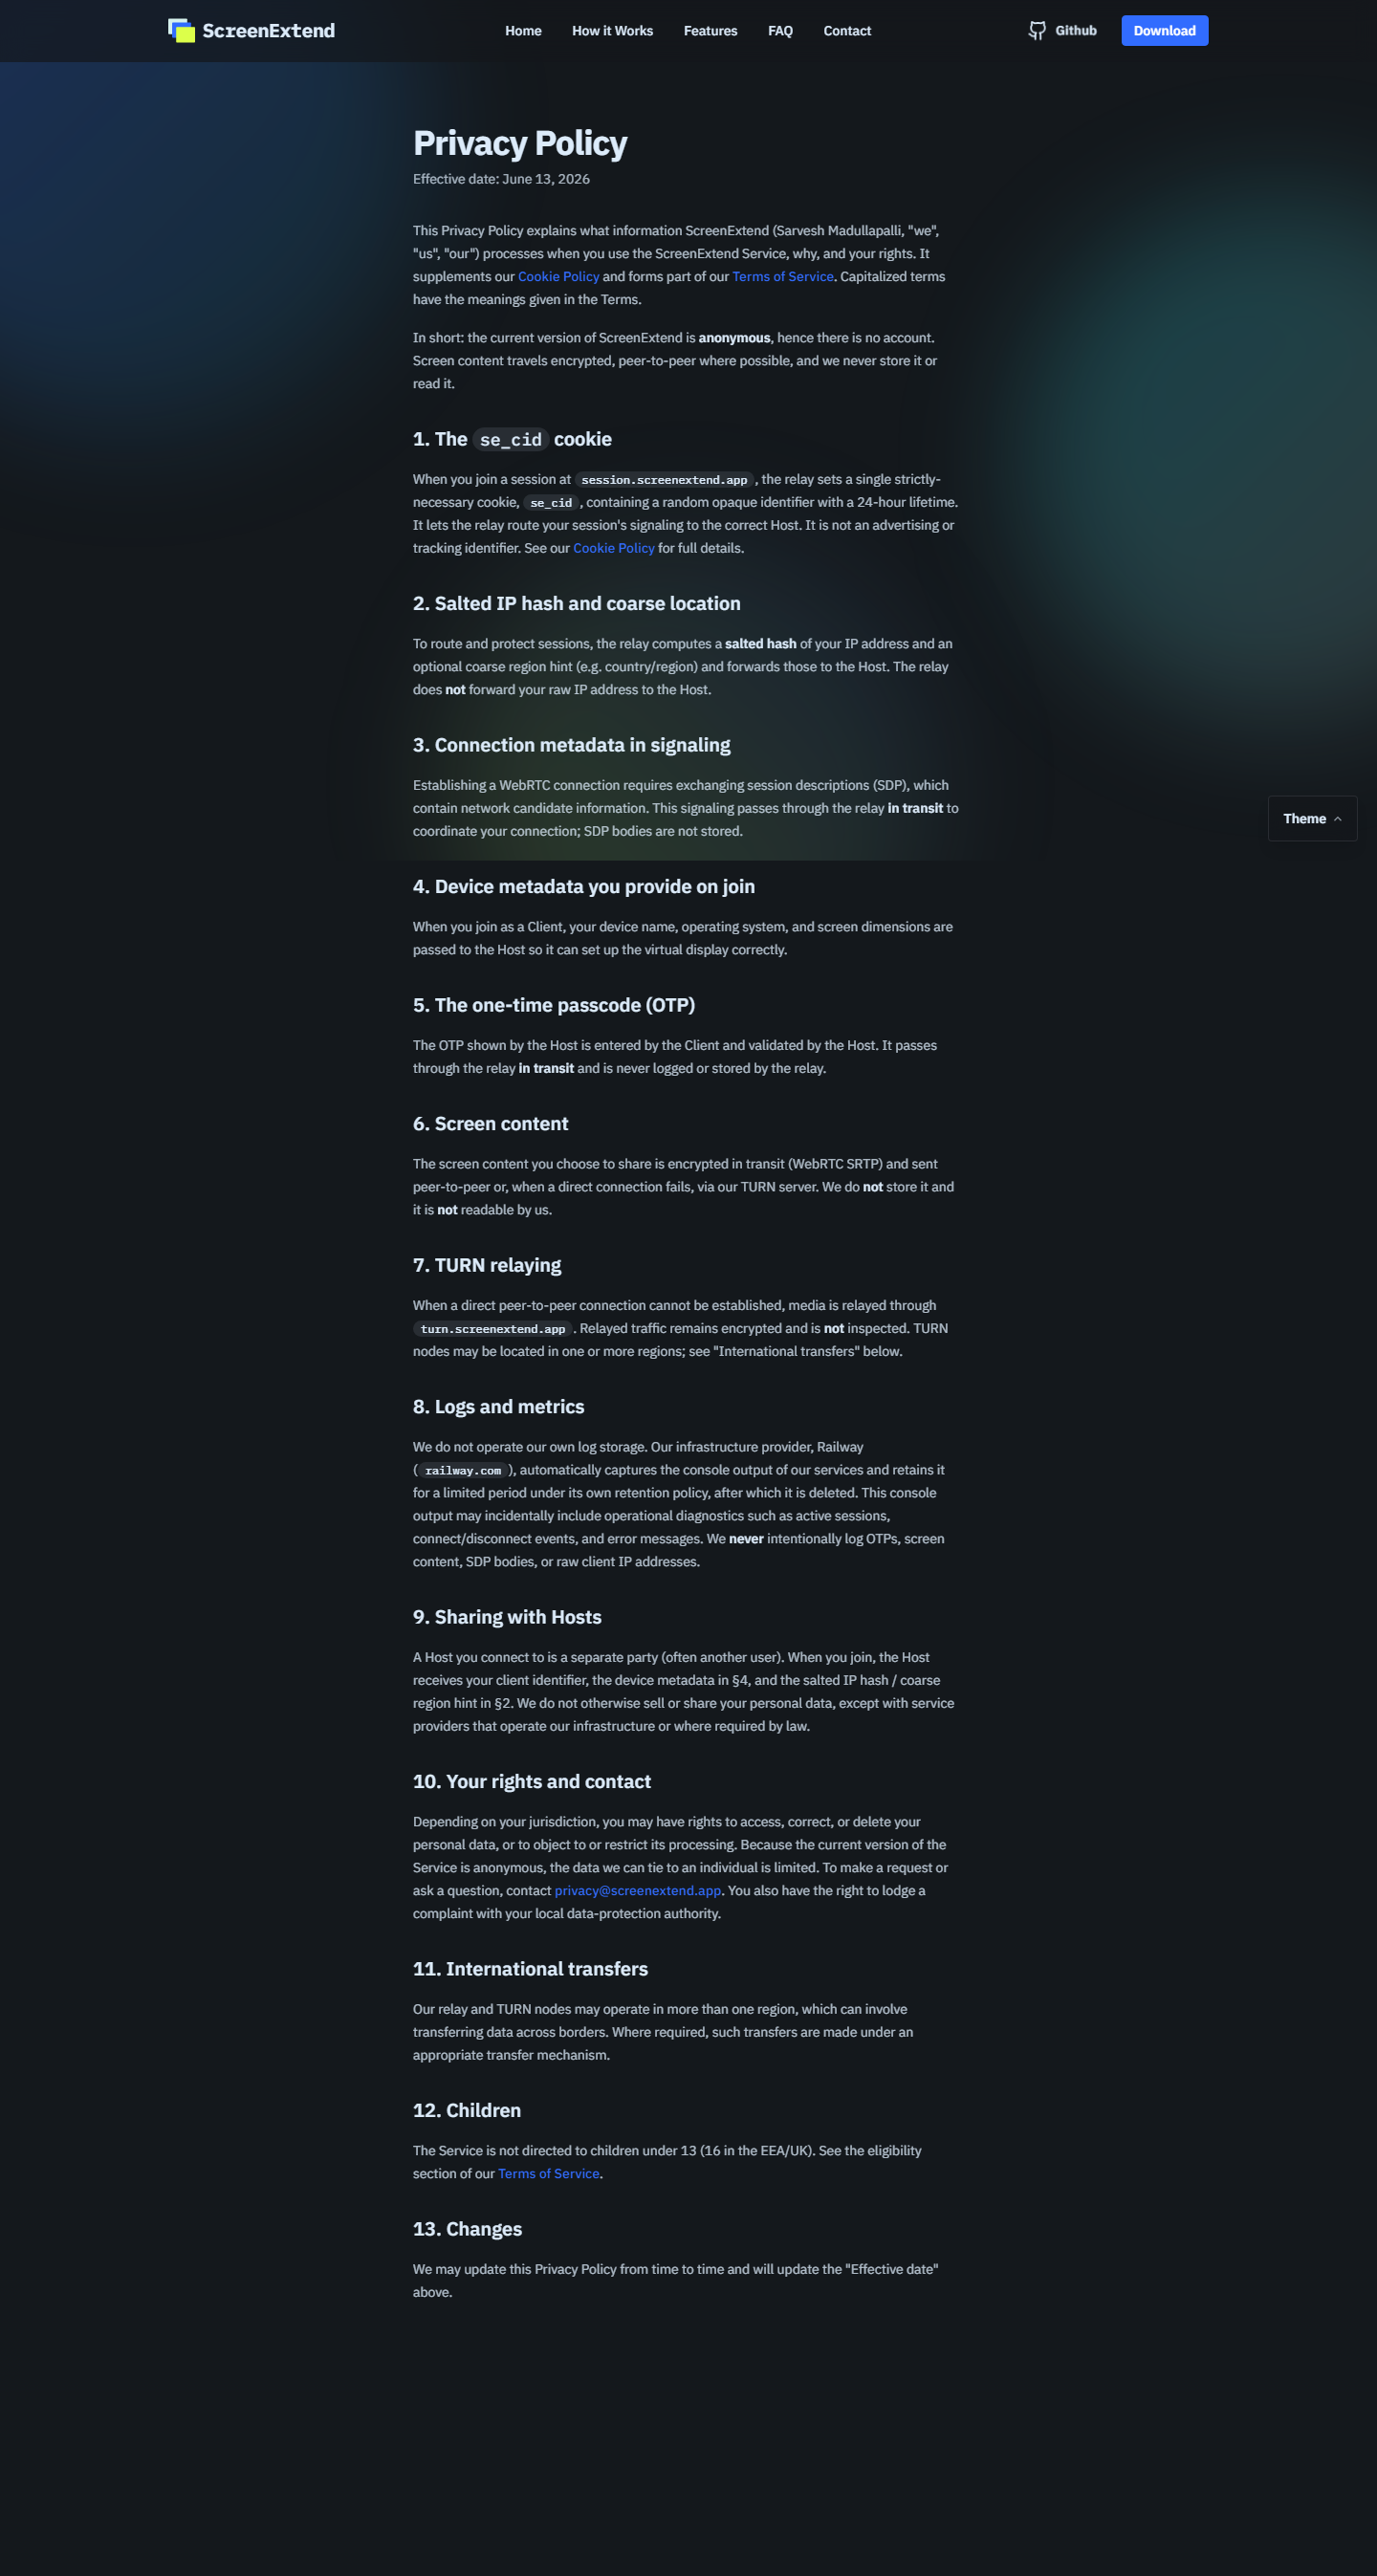 ScreenExtend
Home How it Works Features FAQ Contact
Github Download
Privacy Policy
Effective date: June 13, 2026
This Privacy Policy explains what information ScreenExtend (Sarvesh Madullapalli, "we",
"us", "our") processes when you use the ScreenExtend Service, why, and your rights. It
supplements our Cookie Policy and forms part of our Terms of Service. Capitalized terms
have the meanings given in the Terms.
In short: the current version of ScreenExtend is anonymous, hence there is no account.
Screen content travels encrypted, peer-to-peer where possible, and we never store it or
read it.
1. The se_cid cookie
When you join a session at session.screenextend.app, the relay sets a single strictly-
necessary cookie, se_cid, containing a random opaque identifier with a 24-hour lifetime.
It lets the relay route your session's signaling to the correct Host. It is not an advertising or
tracking identifier. See our Cookie Policy for full details.
2. Salted IP hash and coarse location
To route and protect sessions, the relay computes a salted hash of your IP address and an
optional coarse region hint (e.g. country/region) and forwards those to the Host. The relay
does not forward your raw IP address to the Host.
3. Connection metadata in signaling
Establishing a WebRTC connection requires exchanging session descriptions (SDP), which
contain network candidate information. This signaling passes through the relay in transit to
coordinate your connection; SDP bodies are not stored.
Theme
4. Device metadata you provide on join
When you join as a Client, your device name, operating system, and screen dimensions are
passed to the Host so it can set up the virtual display correctly.
5. The one-time passcode (OTP)
The OTP shown by the Host is entered by the Client and validated by the Host. It passes
through the relay in transit and is never logged or stored by the relay.
6. Screen content
The screen content you choose to share is encrypted in transit (WebRTC SRTP) and sent
peer-to-peer or, when a direct connection fails, via our TURN server. We do not store it and
it is not readable by us.
7. TURN relaying
When a direct peer-to-peer connection cannot be established, media is relayed through
turn.screenextend.app. Relayed traffic remains encrypted and is not inspected. TURN
nodes may be located in one or more regions; see "International transfers" below.
8. Logs and metrics
We do not operate our own log storage. Our infrastructure provider, Railway
(railway.com), automatically captures the console output of our services and retains it
for a limited period under its own retention policy, after which it is deleted. This console
output may incidentally include operational diagnostics such as active sessions,
connect/disconnect events, and error messages. We never intentionally log OTPs, screen
content, SDP bodies, or raw client IP addresses.
9. Sharing with Hosts
A Host you connect to is a separate party (often another user). When you join, the Host
receives your client identifier, the device metadata in §4, and the salted IP hash / coarse
region hint in §2. We do not otherwise sell or share your personal data, except with service
providers that operate our infrastructure or where required by law.
10. Your rights and contact
Depending on your jurisdiction, you may have rights to access, correct, or delete your
personal data, or to object to or restrict its processing. Because the current version of the
Service is anonymous, the data we can tie to an individual is limited. To make a request or
ask a question, contact privacy@screenextend.app. You also have the right to lodge a
complaint with your local data-protection authority.
11. International transfers
Our relay and TURN nodes may operate in more than one region, which can involve
transferring data across borders. Where required, such transfers are made under an
appropriate transfer mechanism.
12. Children
The Service is not directed to children under 13 (16 in the EEA/UK). See the eligibility
section of our Terms of Service.
13. Changes
We may update this Privacy Policy from time to time and will update the "Effective date"
above.